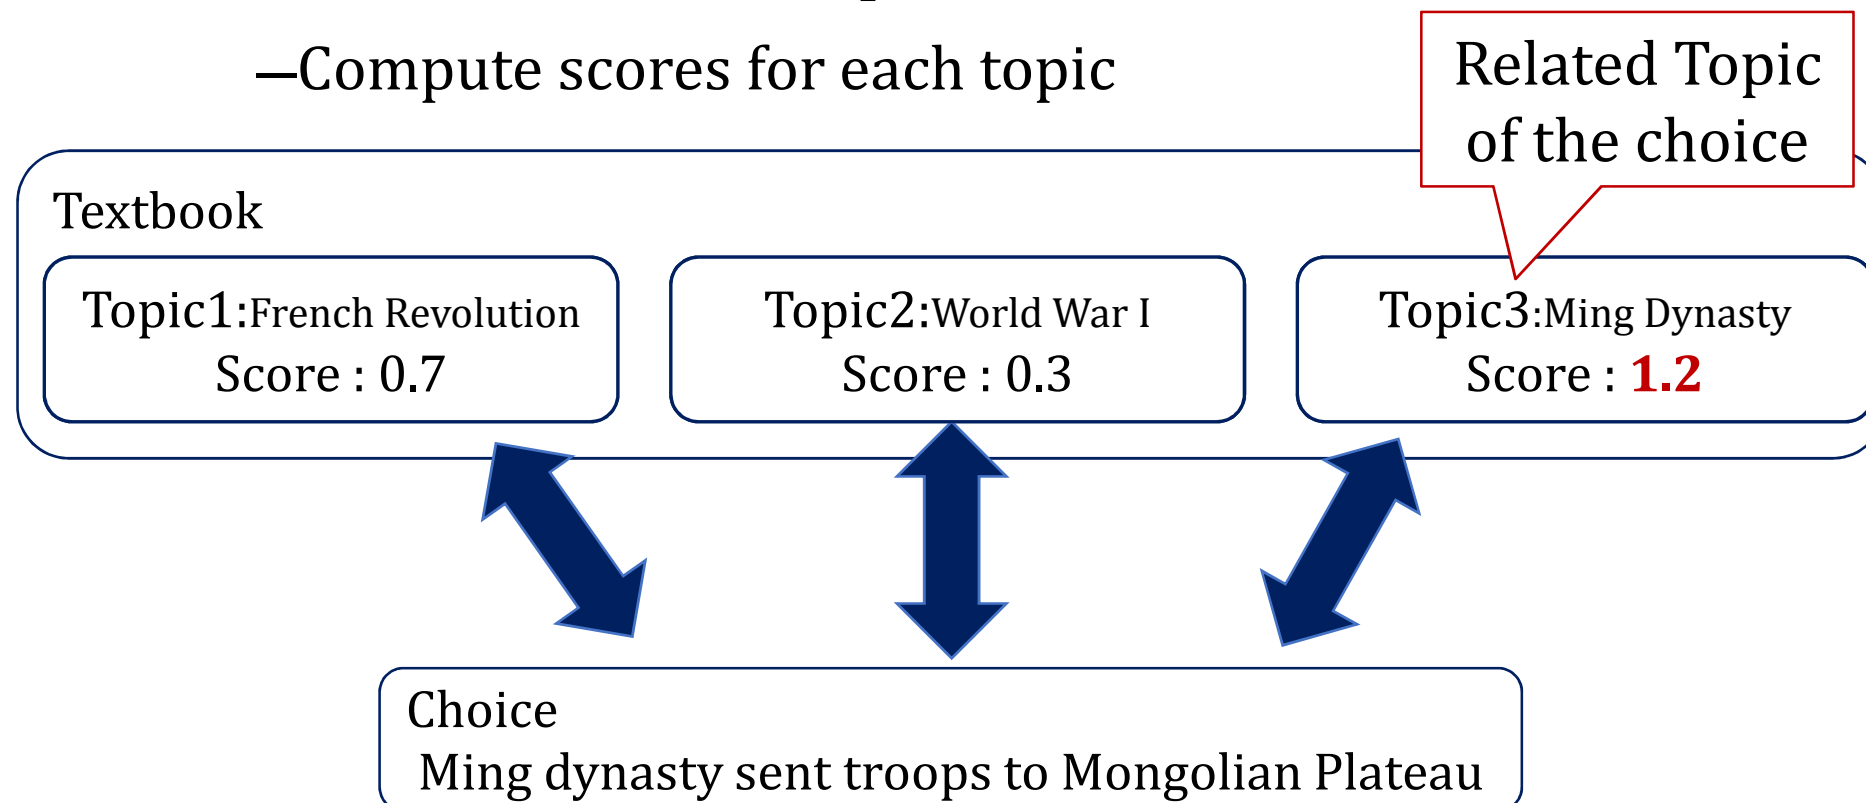 —Compute scores for each topic
Related Topic
of the choice
Textbook
Topic1:French Revolution
Score : 0.7
Topic2:World War I
Score : 0.3
Topic3:Ming Dynasty
Score : 1.2
Choice
Ming dynasty sent troops to Mongolian Plateau